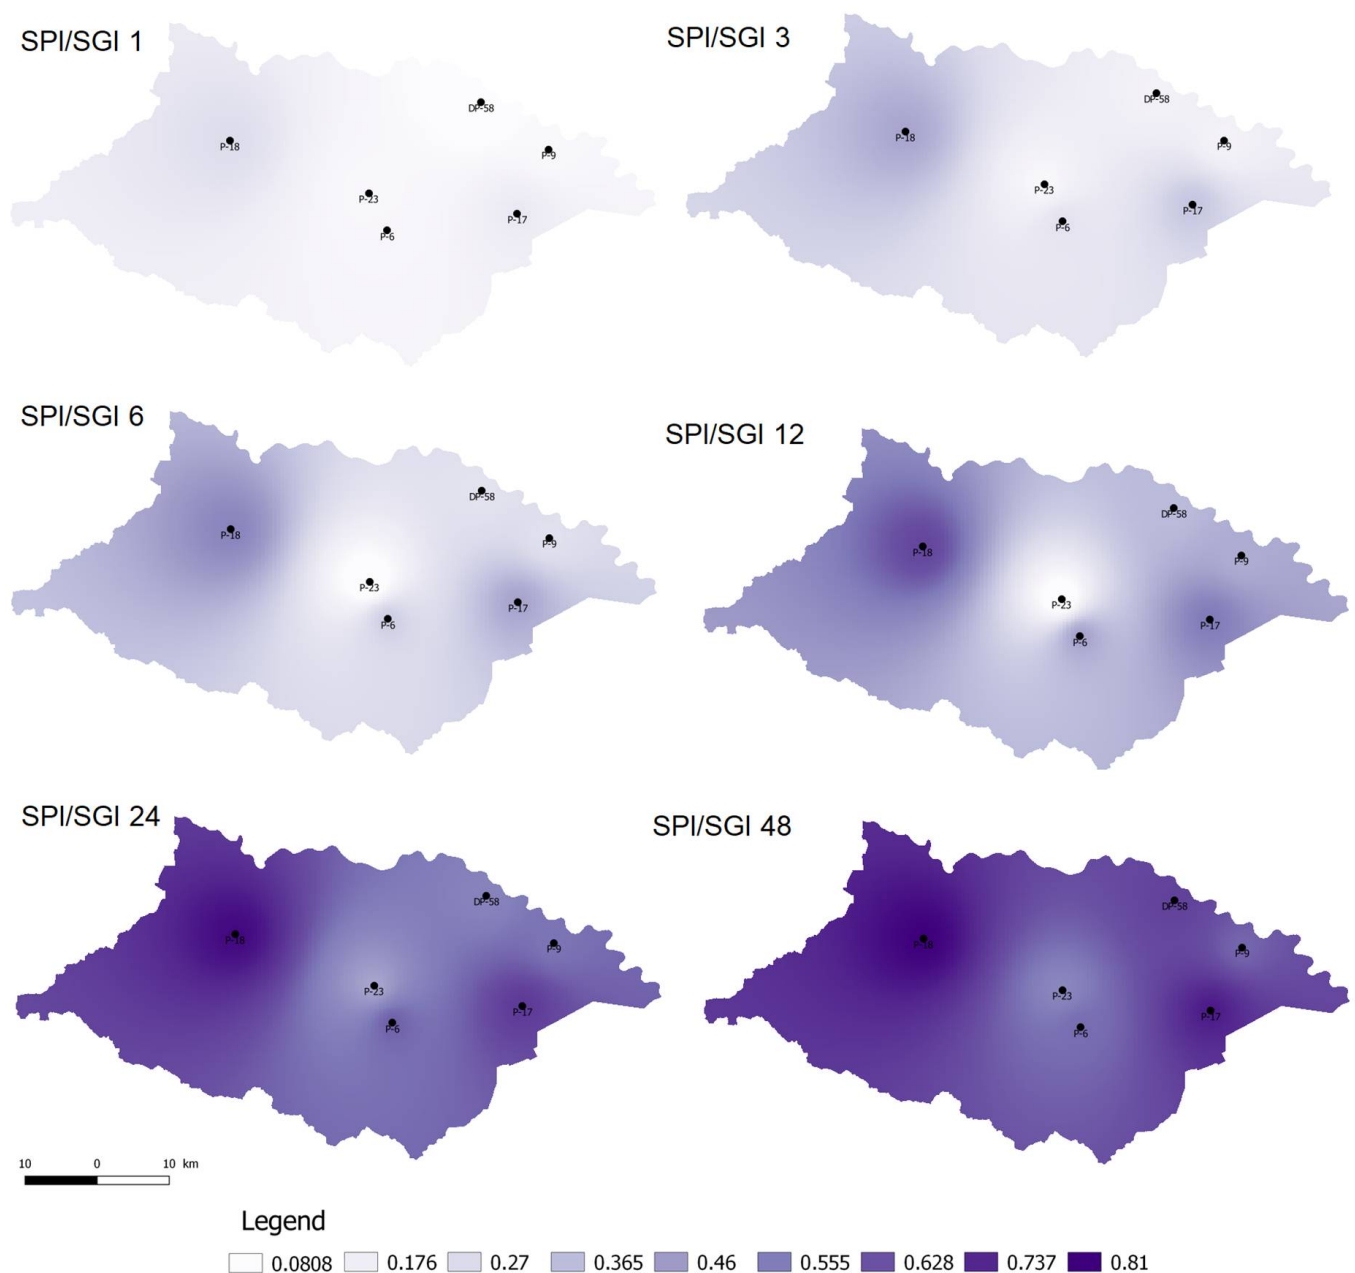 SPI/SGI 1
SPI/SGI 3
DP-58
P-18
P-9
P-23
P-17
P-6
DP-58
P-18
P-9
P-23
P-17
P-6
SPI/SGI 6
SPI/SGI 12
DP-58
P-18
P-9
P-23
P-17
P-6
DP-58
P-18
P-9
P-23
P-17
P-6
SPI/SGI 24
SPI/SGI 48
DP-58
P-18
P-9
P-23
P-17
P-6
DP-58
P-18
P-9
P-23
P-17
P-6
10 0 10 km
Legend
0.0808 0.176 0.27 0.365 0.46 0.555 0.628 0.737 0.81